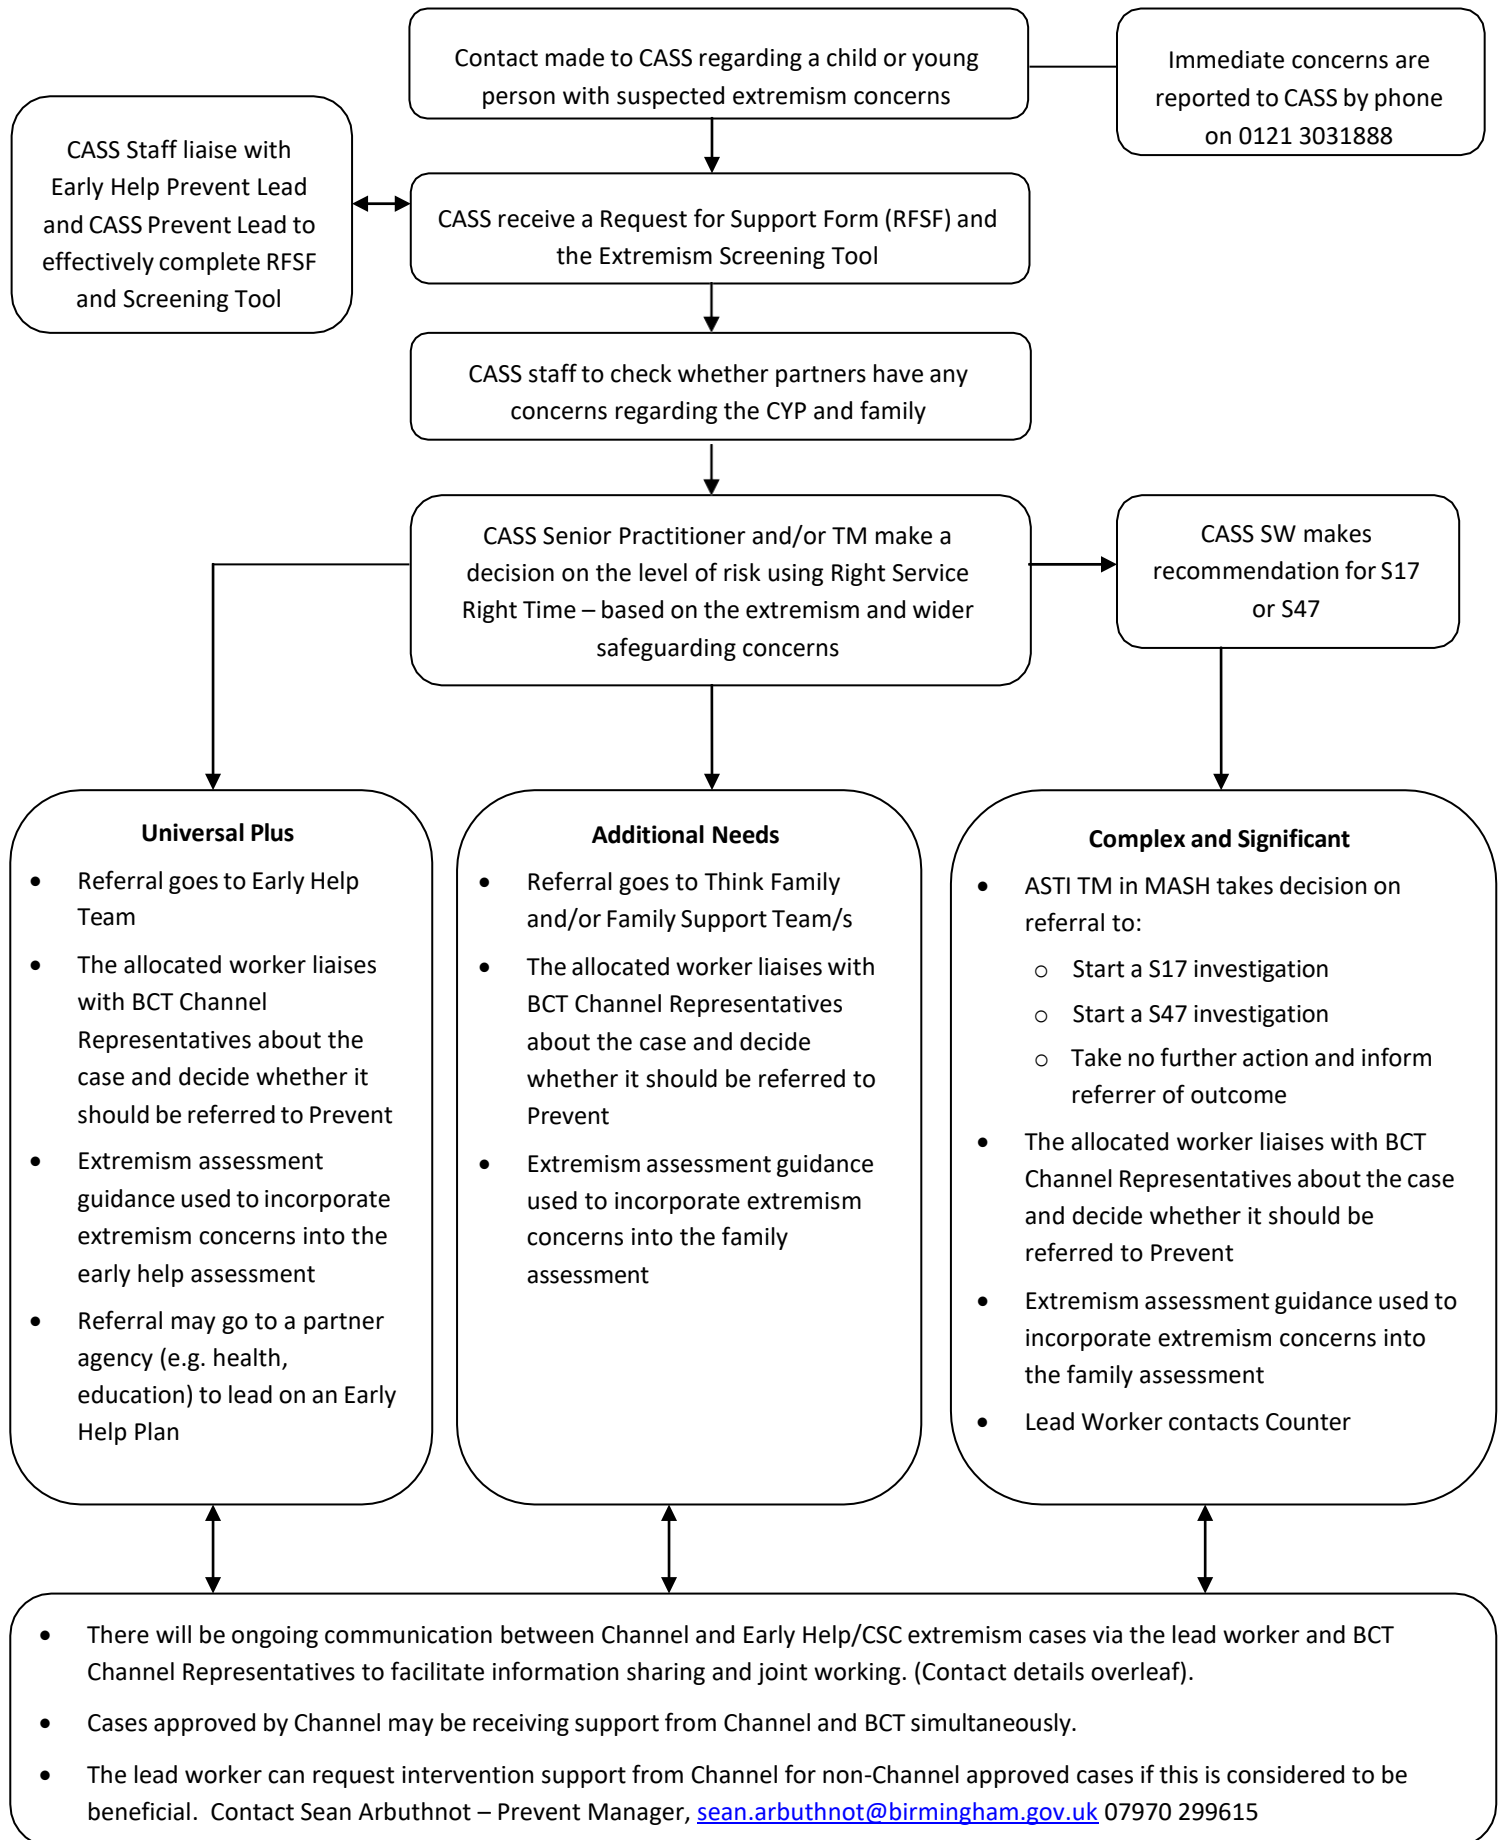 Contact made to CASS regarding a child or young
person with suspected extremism concerns
Immediate concerns are
reported to CASS by phone
on 0121 3031888
CASS Staff liaise with
Early Help Prevent Lead
and CASS Prevent Lead to
effectively complete RFSF
and Screening Tool
CASS receive a Request for Support Form (RFSF) and
the Extremism Screening Tool
CASS staff to check whether partners have any
concerns regarding the CYP and family
CASS Senior Practitioner and/or TM make a
decision on the level of risk using Right Service
Right Time – based on the extremism and wider
safeguarding concerns
CASS SW makes
recommendation for S17
or S47
Universal Plus
• Referral goes to Early Help
Team
• The allocated worker liaises
with BCT Channel
Representatives about the
case and decide whether it
should be referred to Prevent
• Extremism assessment
guidance used to incorporate
extremism concerns into the
early help assessment
• Referral may go to a partner
agency (e.g. health,
education) to lead on an Early
Help Plan
Additional Needs
• Referral goes to Think Family
and/or Family Support Team/s
• The allocated worker liaises with
BCT Channel Representatives
about the case and decide
whether it should be referred to
Prevent
• Extremism assessment guidance
used to incorporate extremism
concerns into the family
assessment
Complex and Significant
• ASTI TM in MASH takes decision on
referral to:
o Start a S17 investigation
o Start a S47 investigation
o Take no further action and inform
referrer of outcome
• The allocated worker liaises with BCT
Channel Representatives about the case
and decide whether it should be
referred to Prevent
• Extremism assessment guidance used to
incorporate extremism concerns into
the family assessment
• Lead Worker contacts Counter
• There will be ongoing communication between Channel and Early Help/CSC extremism cases via the lead worker and BCT
Channel Representatives to facilitate information sharing and joint working. (Contact details overleaf).
• Cases approved by Channel may be receiving support from Channel and BCT simultaneously.
• The lead worker can request intervention support from Channel for non-Channel approved cases if this is considered to be
beneficial. Contact Sean Arbuthnot – Prevent Manager, sean.arbuthnot@birmingham.gov.uk 07970 299615